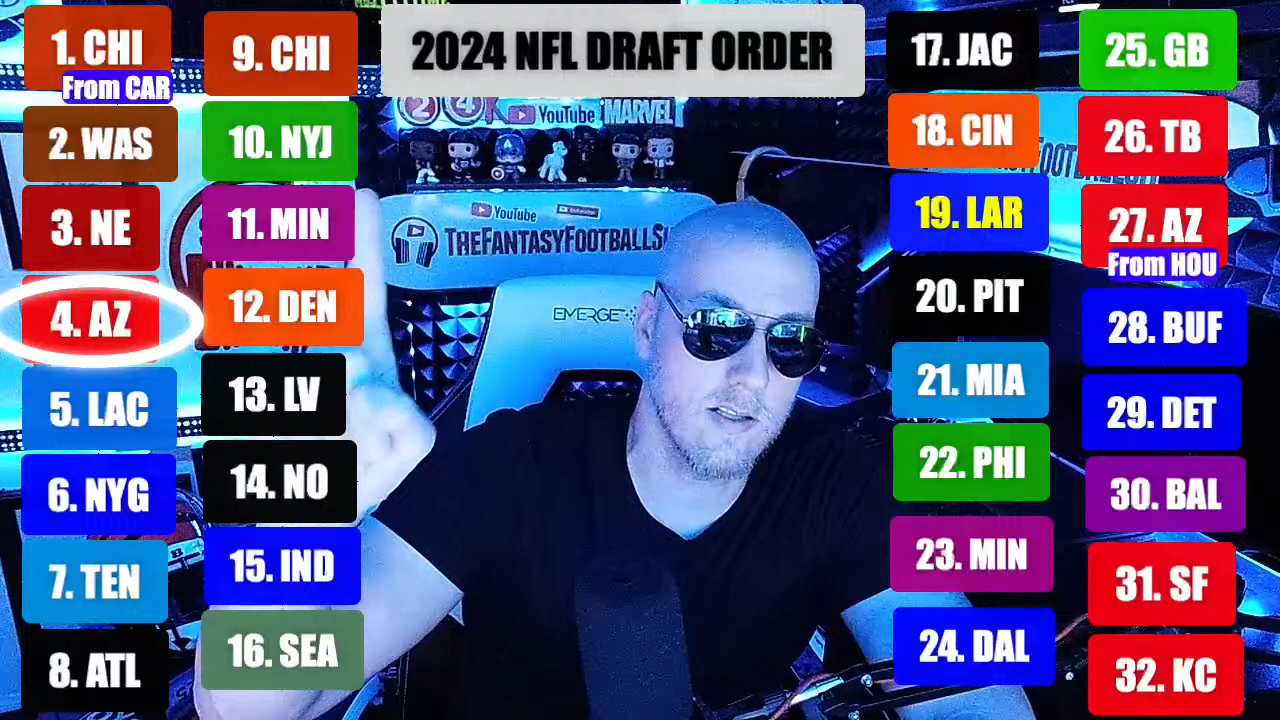 2024 NFL DRAFT ORDER
1. CHI
From CAR
2. WAS
3. NE
4. AZ
5. LAC
6. NYG
7. TEN
8. ATL
9. CHI
10. NYJ
11. MIN
12. DEN
13. LV
14. NO
15. IND
16. SEA
YouTube MARVEL
YouTube
THEFANTASYFOOTBALLS
EMERGE
17. JAC
18. CIN
19. LAR
20. PIT
21. MIA
22. PHI
23. MIN
24. DAL
25. GB
26. TB
27. AZ
From HOU
28. BUF
29. DET
30. BAL
31. SF
32. KC